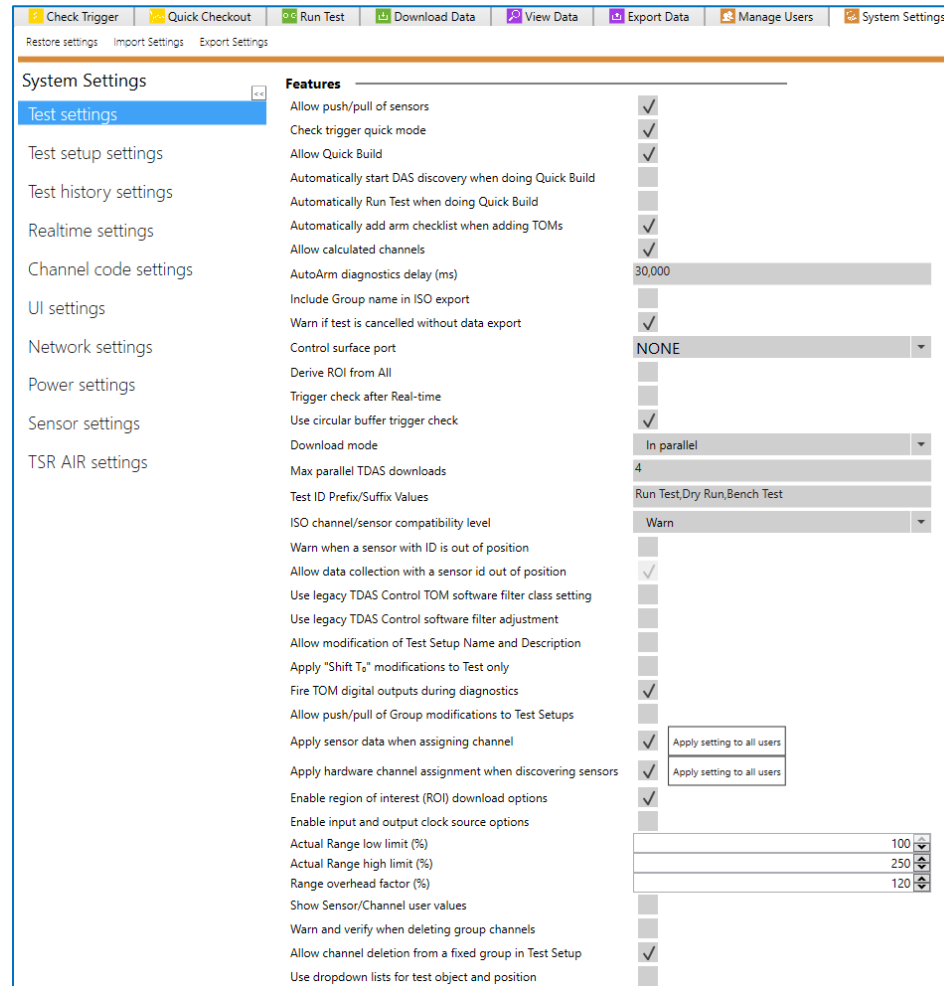 Check Trigger Quick Checkout Run Test Download Data View Data Export Data Manage Users System Settings
Restore settings Import Settings Export Settings
System Settings
<<
Test settings
Test setup settings
Test history settings
Realtime settings
Channel code settings
UI settings
Network settings
Power settings
Sensor settings
TSR AIR settings
Features
Allow push/pull of sensors
Check trigger quick mode
Allow Quick Build
Automatically start DAS discovery when doing Quick Build
Automatically Run Test when doing Quick Build
Automatically add arm checklist when adding TOMs
Allow calculated channels
AutoArm diagnostics delay (ms) 30,000
Include Group name in ISO export
Warn if test is cancelled without data export
Control surface port NONE
Derive ROI from All
Trigger check after Real-time
Use circular buffer trigger check
Download mode In parallel
Max parallel TDAS downloads 4
Test ID Prefix/Suffix Values Run Test,Dry Run,Bench Test
ISO channel/sensor compatibility level Warn
Warn when a sensor with ID is out of position
Allow data collection with a sensor id out of position
Use legacy TDAS Control TOM software filter class setting
Use legacy TDAS Control software filter adjustment
Allow modification of Test Setup Name and Description
Apply "Shift T₀" modifications to Test only
Fire TOM digital outputs during diagnostics
Allow push/pull of Group modifications to Test Setups
Apply sensor data when assigning channel Apply setting to all users
Apply hardware channel assignment when discovering sensors Apply setting to all users
Enable region of interest (ROI) download options
Enable input and output clock source options
Actual Range low limit (%) 100
Actual Range high limit (%) 250
Range overhead factor (%) 120
Show Sensor/Channel user values
Warn and verify when deleting group channels
Allow channel deletion from a fixed group in Test Setup
Use dropdown lists for test object and position